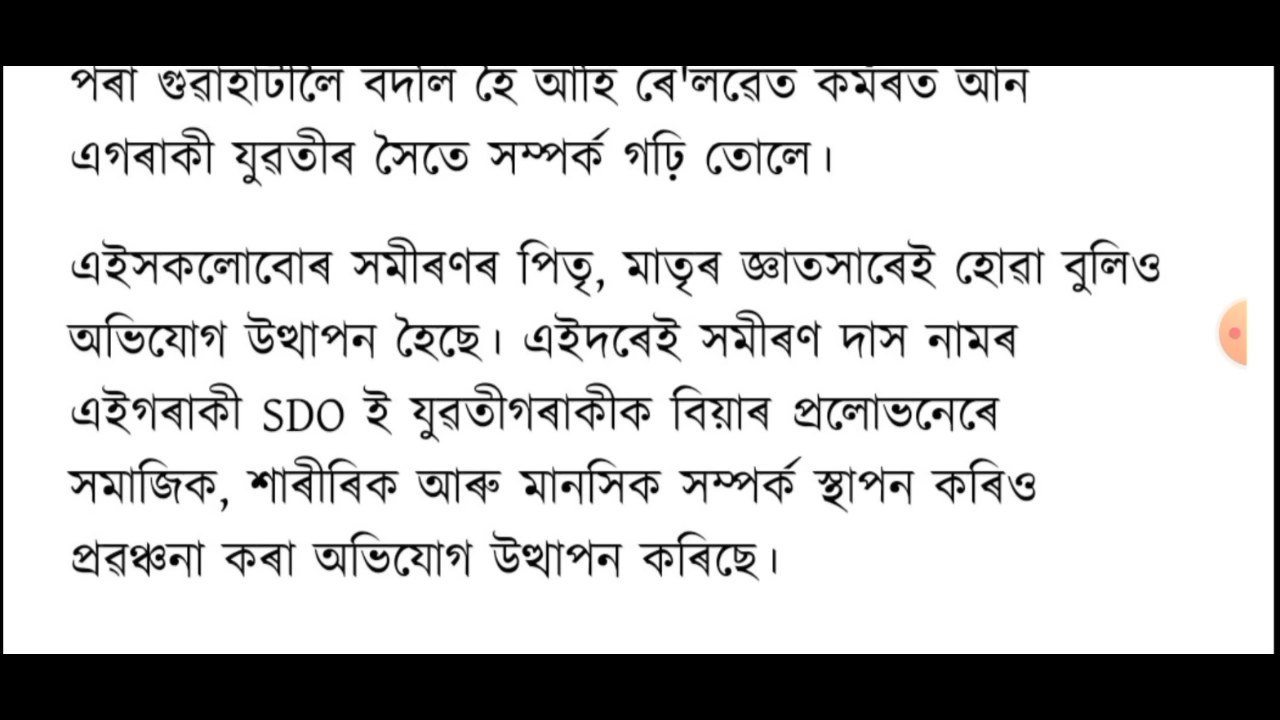 পৰা গুৱাহাটীলৈ বদলি হৈ আহি ৰে'লৱেত কৰ্মৰত আন
এগৰাকী যুৱতীৰ সৈতে সম্পৰ্ক গঢ়ি তোলে।
এইসকলোবোৰ সমীৰণৰ পিতৃ, মাতৃৰ জ্ঞাতসাৰেই হোৱা বুলিও
অভিযোগ উত্থাপন হৈছে। এইদৰেই সমীৰণ দাস নামৰ
এইগৰাকী SDO ই যুৱতীগৰাকীক বিয়াৰ প্ৰলোভনেৰে
সমাজিক, শাৰীৰিক আৰু মানসিক সম্পৰ্ক স্থাপন কৰিও
প্ৰৱঞ্চনা কৰা অভিযোগ উত্থাপন কৰিছে।